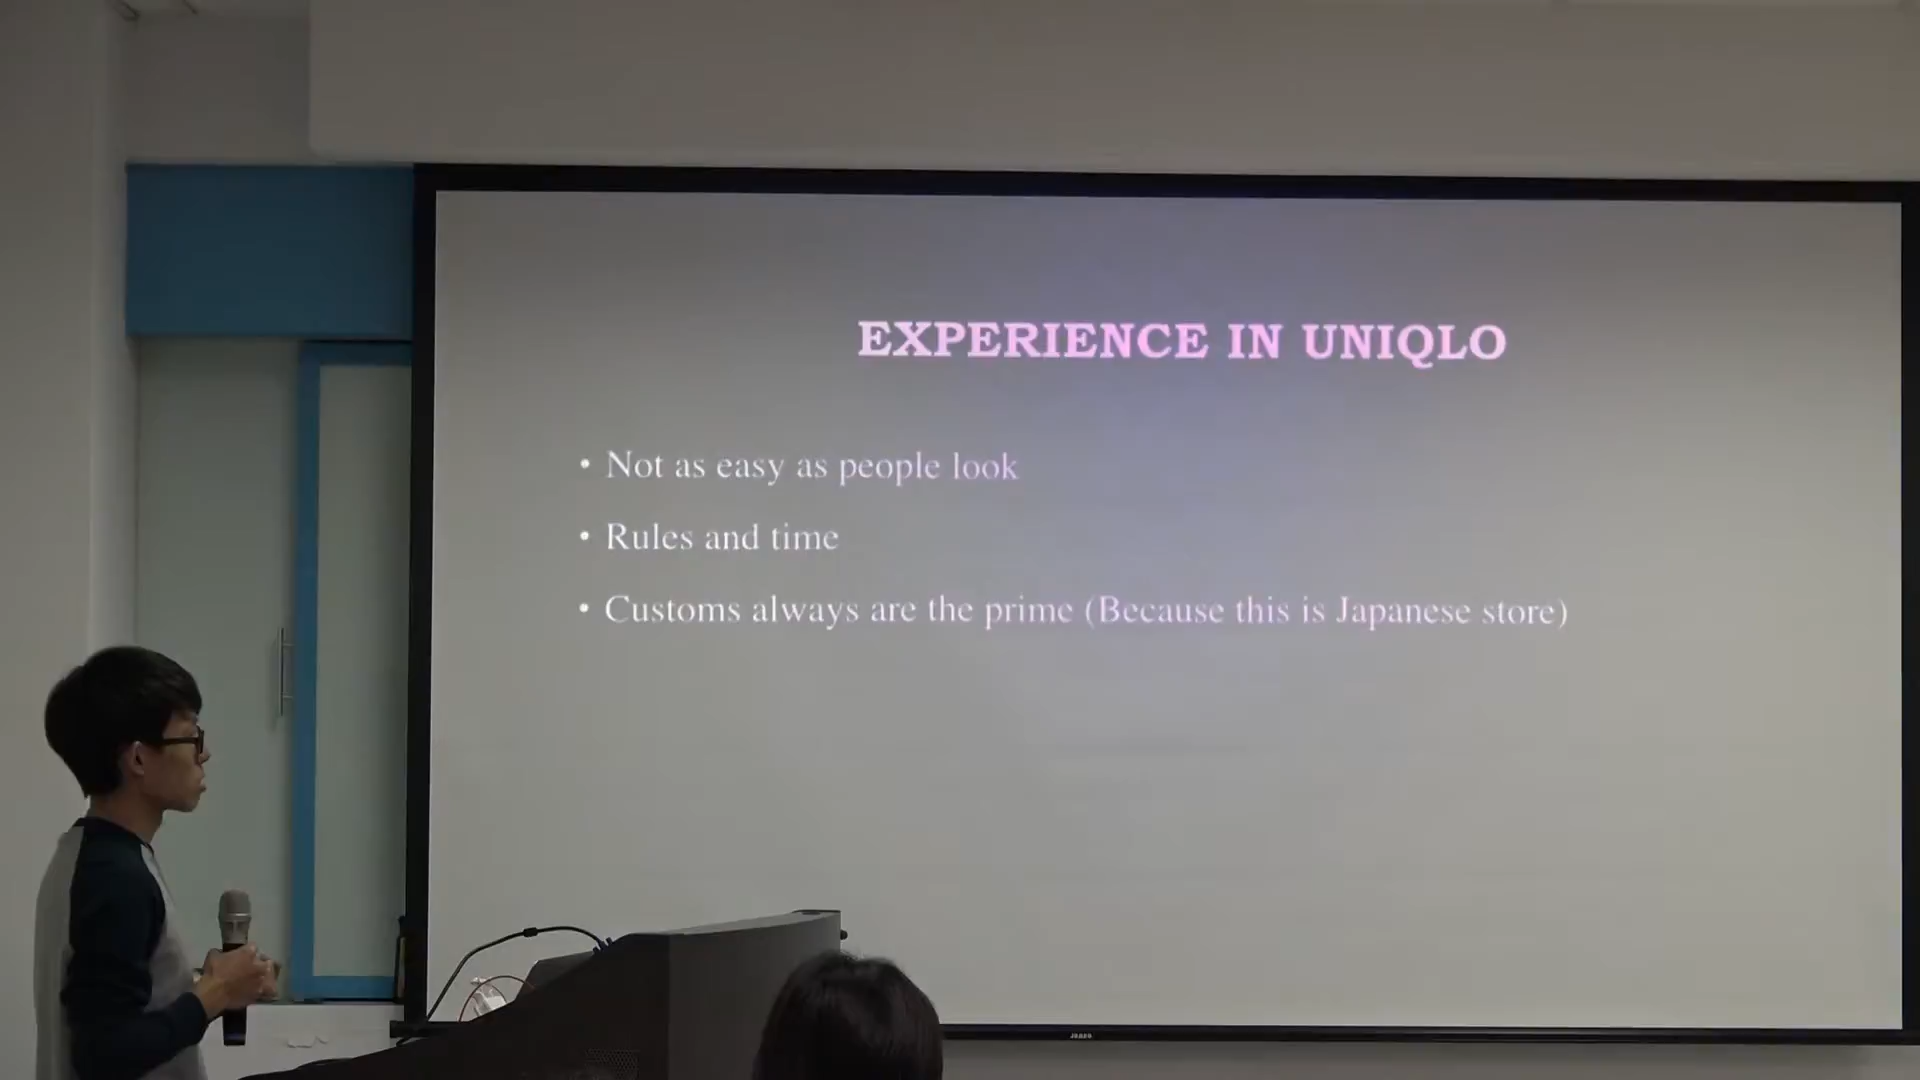 EXPERIENCE IN UNIQLO
• Not as easy as people look
• Rules and time
• Customs always are the prime (Because this is Japanese store)